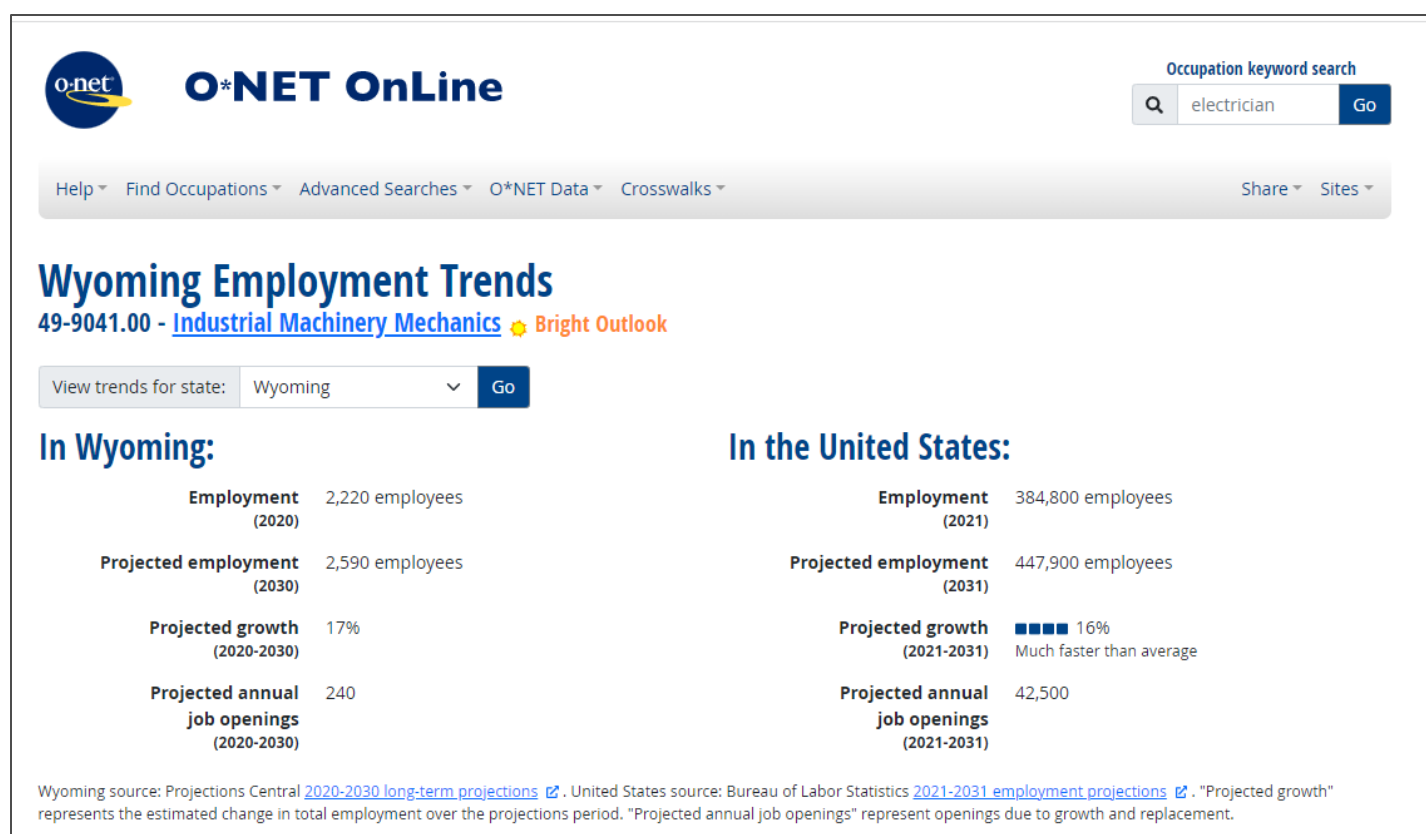 o·net
O*NET OnLine
Occupation keyword search
electrician
Go
Help
Find Occupations
Advanced Searches
O*NET Data
Crosswalks
Share
Sites
Wyoming Employment Trends
49-9041.00 - Industrial Machinery Mechanics Bright Outlook
View trends for state:
Wyoming
Go
In Wyoming:
Employment 2,220 employees
(2020)
Projected employment 2,590 employees
(2030)
Projected growth 17%
(2020-2030)
Projected annual 240
job openings
(2020-2030)
In the United States:
Employment 384,800 employees
(2021)
Projected employment 447,900 employees
(2031)
Projected growth 16%
(2021-2031) Much faster than average
Projected annual 42,500
job openings
(2021-2031)
Wyoming source: Projections Central 2020-2030 long-term projections . United States source: Bureau of Labor Statistics 2021-2031 employment projections . "Projected growth"
represents the estimated change in total employment over the projections period. "Projected annual job openings" represent openings due to growth and replacement.